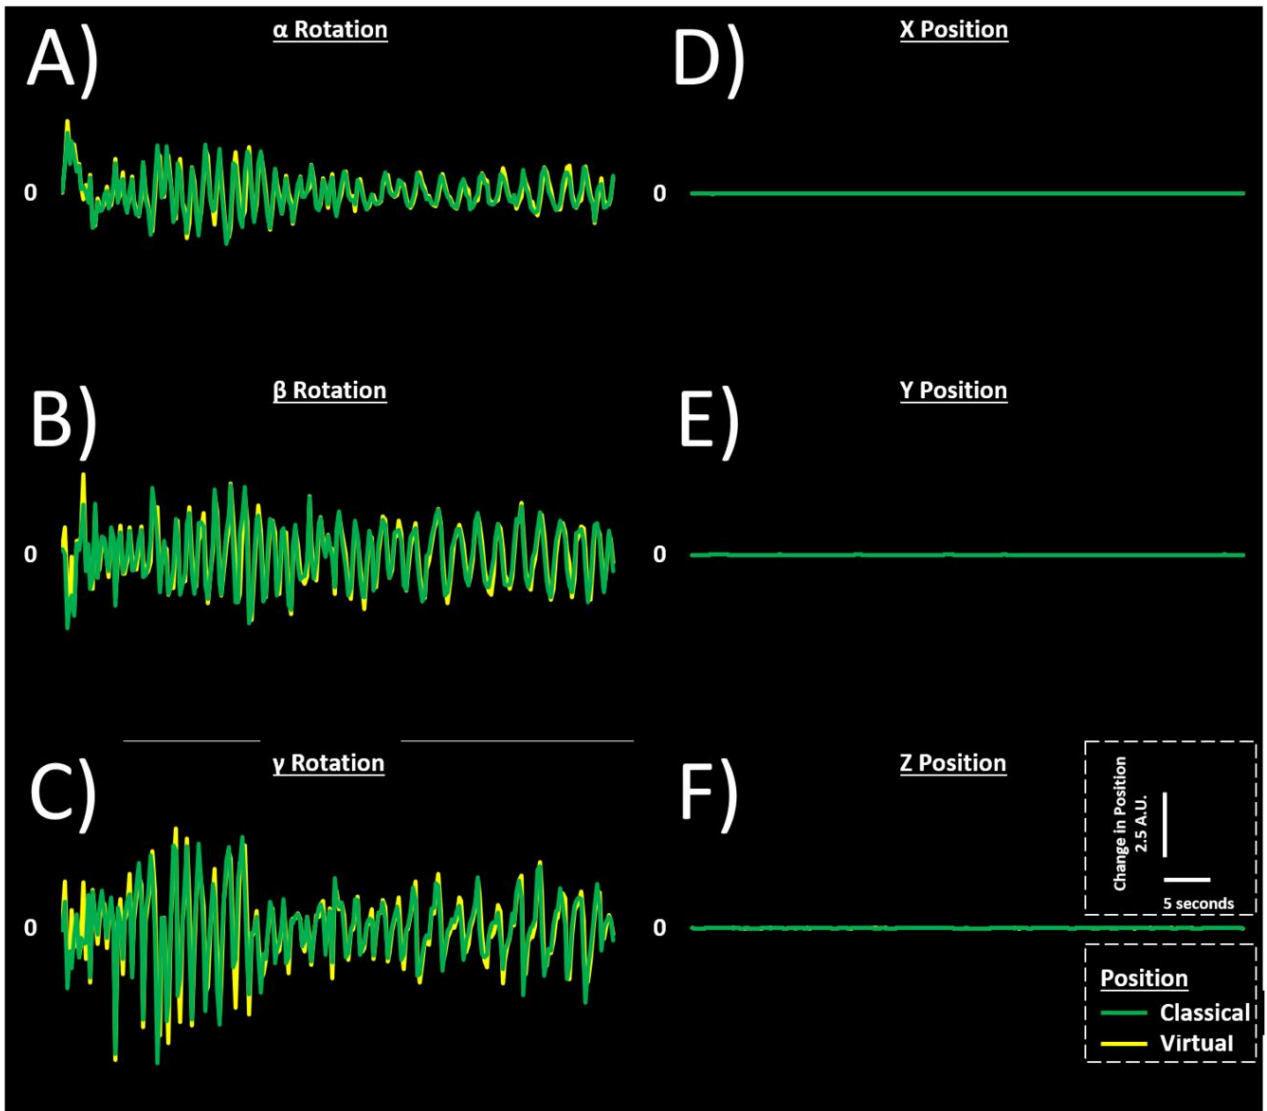 A)
α Rotation
0
D)
X Position
0
B)
β Rotation
0
E)
Y Position
0
C)
γ Rotation
0
F)
Z Position
0
Change in Position
2.5 A.U.
5 seconds
Position
Classical
Virtual